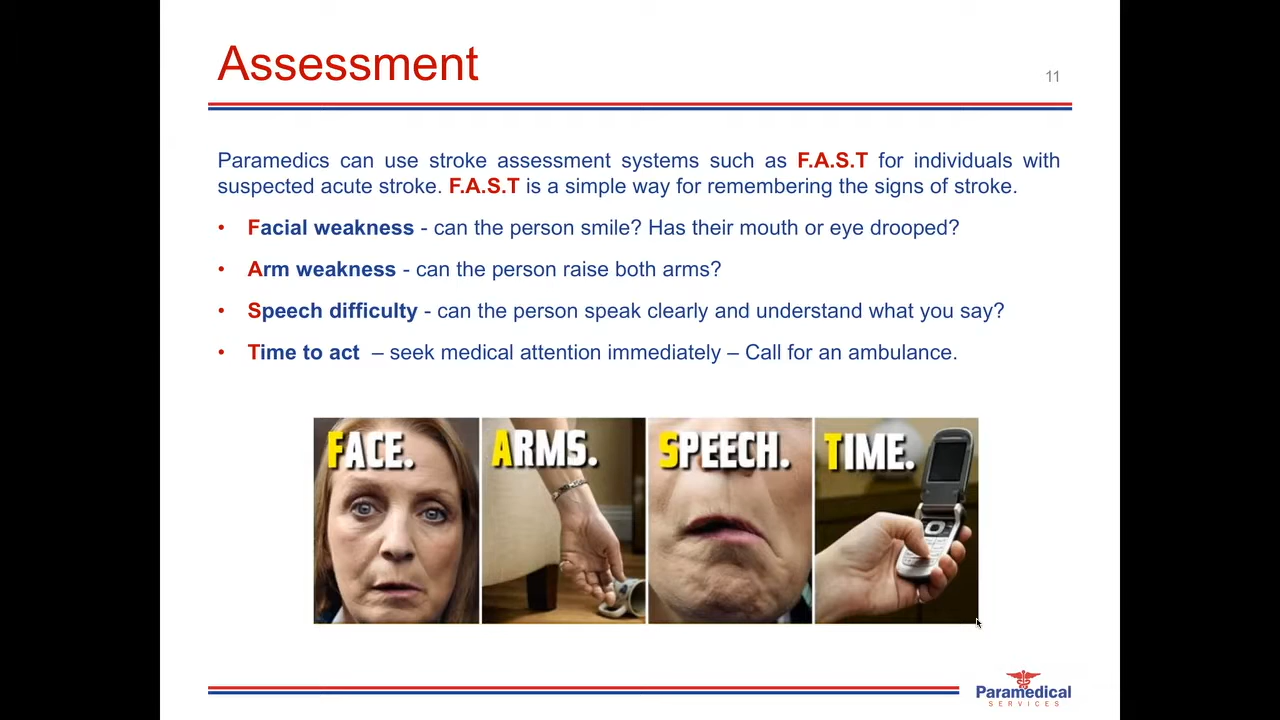 Assessment
11
Paramedics can use stroke assessment systems such as F.A.S.T for individuals with
suspected acute stroke. F.A.S.T is a simple way for remembering the signs of stroke.
• Facial weakness - can the person smile? Has their mouth or eye drooped?
• Arm weakness - can the person raise both arms?
• Speech difficulty - can the person speak clearly and understand what you say?
• Time to act – seek medical attention immediately – Call for an ambulance.
FACE. ARMS. SPEECH. TIME.
Paramedical
SERVICES